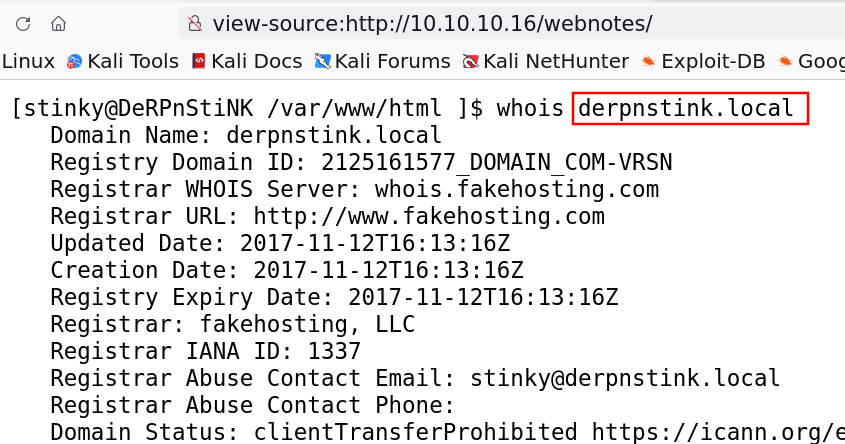 view-source:http://10.10.10.16/webnotes/
Linux Kali Tools Kali Docs Kali Forums Kali NetHunter Exploit-DB Goog
[stinky@DeRPnStiNK /var/www/html ]$ whois derpnstink.local
Domain Name: derpnstink.local
Registry Domain ID: 2125161577_DOMAIN_COM-VRSN
Registrar WHOIS Server: whois.fakehosting.com
Registrar URL: http://www.fakehosting.com
Updated Date: 2017-11-12T16:13:16Z
Creation Date: 2017-11-12T16:13:16Z
Registry Expiry Date: 2017-11-12T16:13:16Z
Registrar: fakehosting, LLC
Registrar IANA ID: 1337
Registrar Abuse Contact Email: stinky@derpnstink.local
Registrar Abuse Contact Phone:
Domain Status: clientTransferProhibited https://icann.org/e